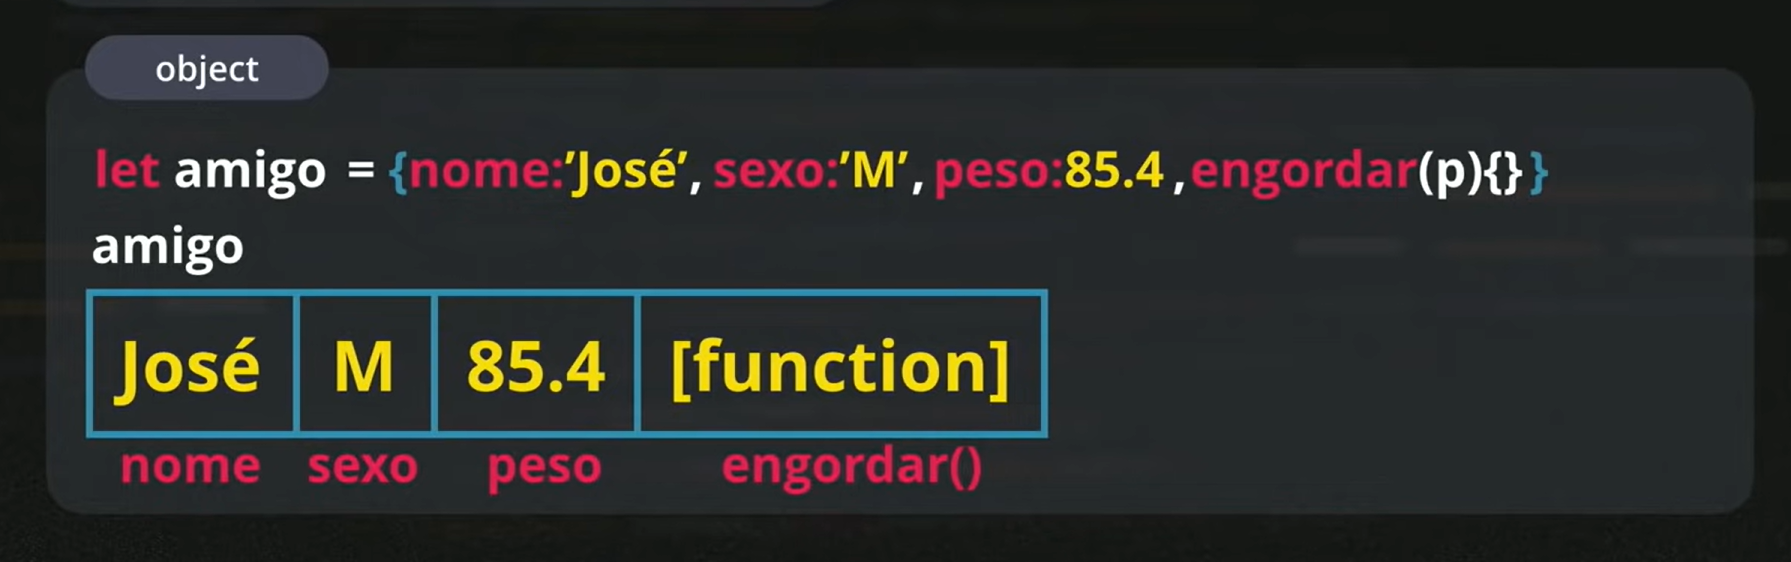 object
let amigo = {nome:’José’, sexo:’M’, peso:85.4 ,engordar(p){}}
amigo
José M 85.4 [function]
nome sexo peso engordar()